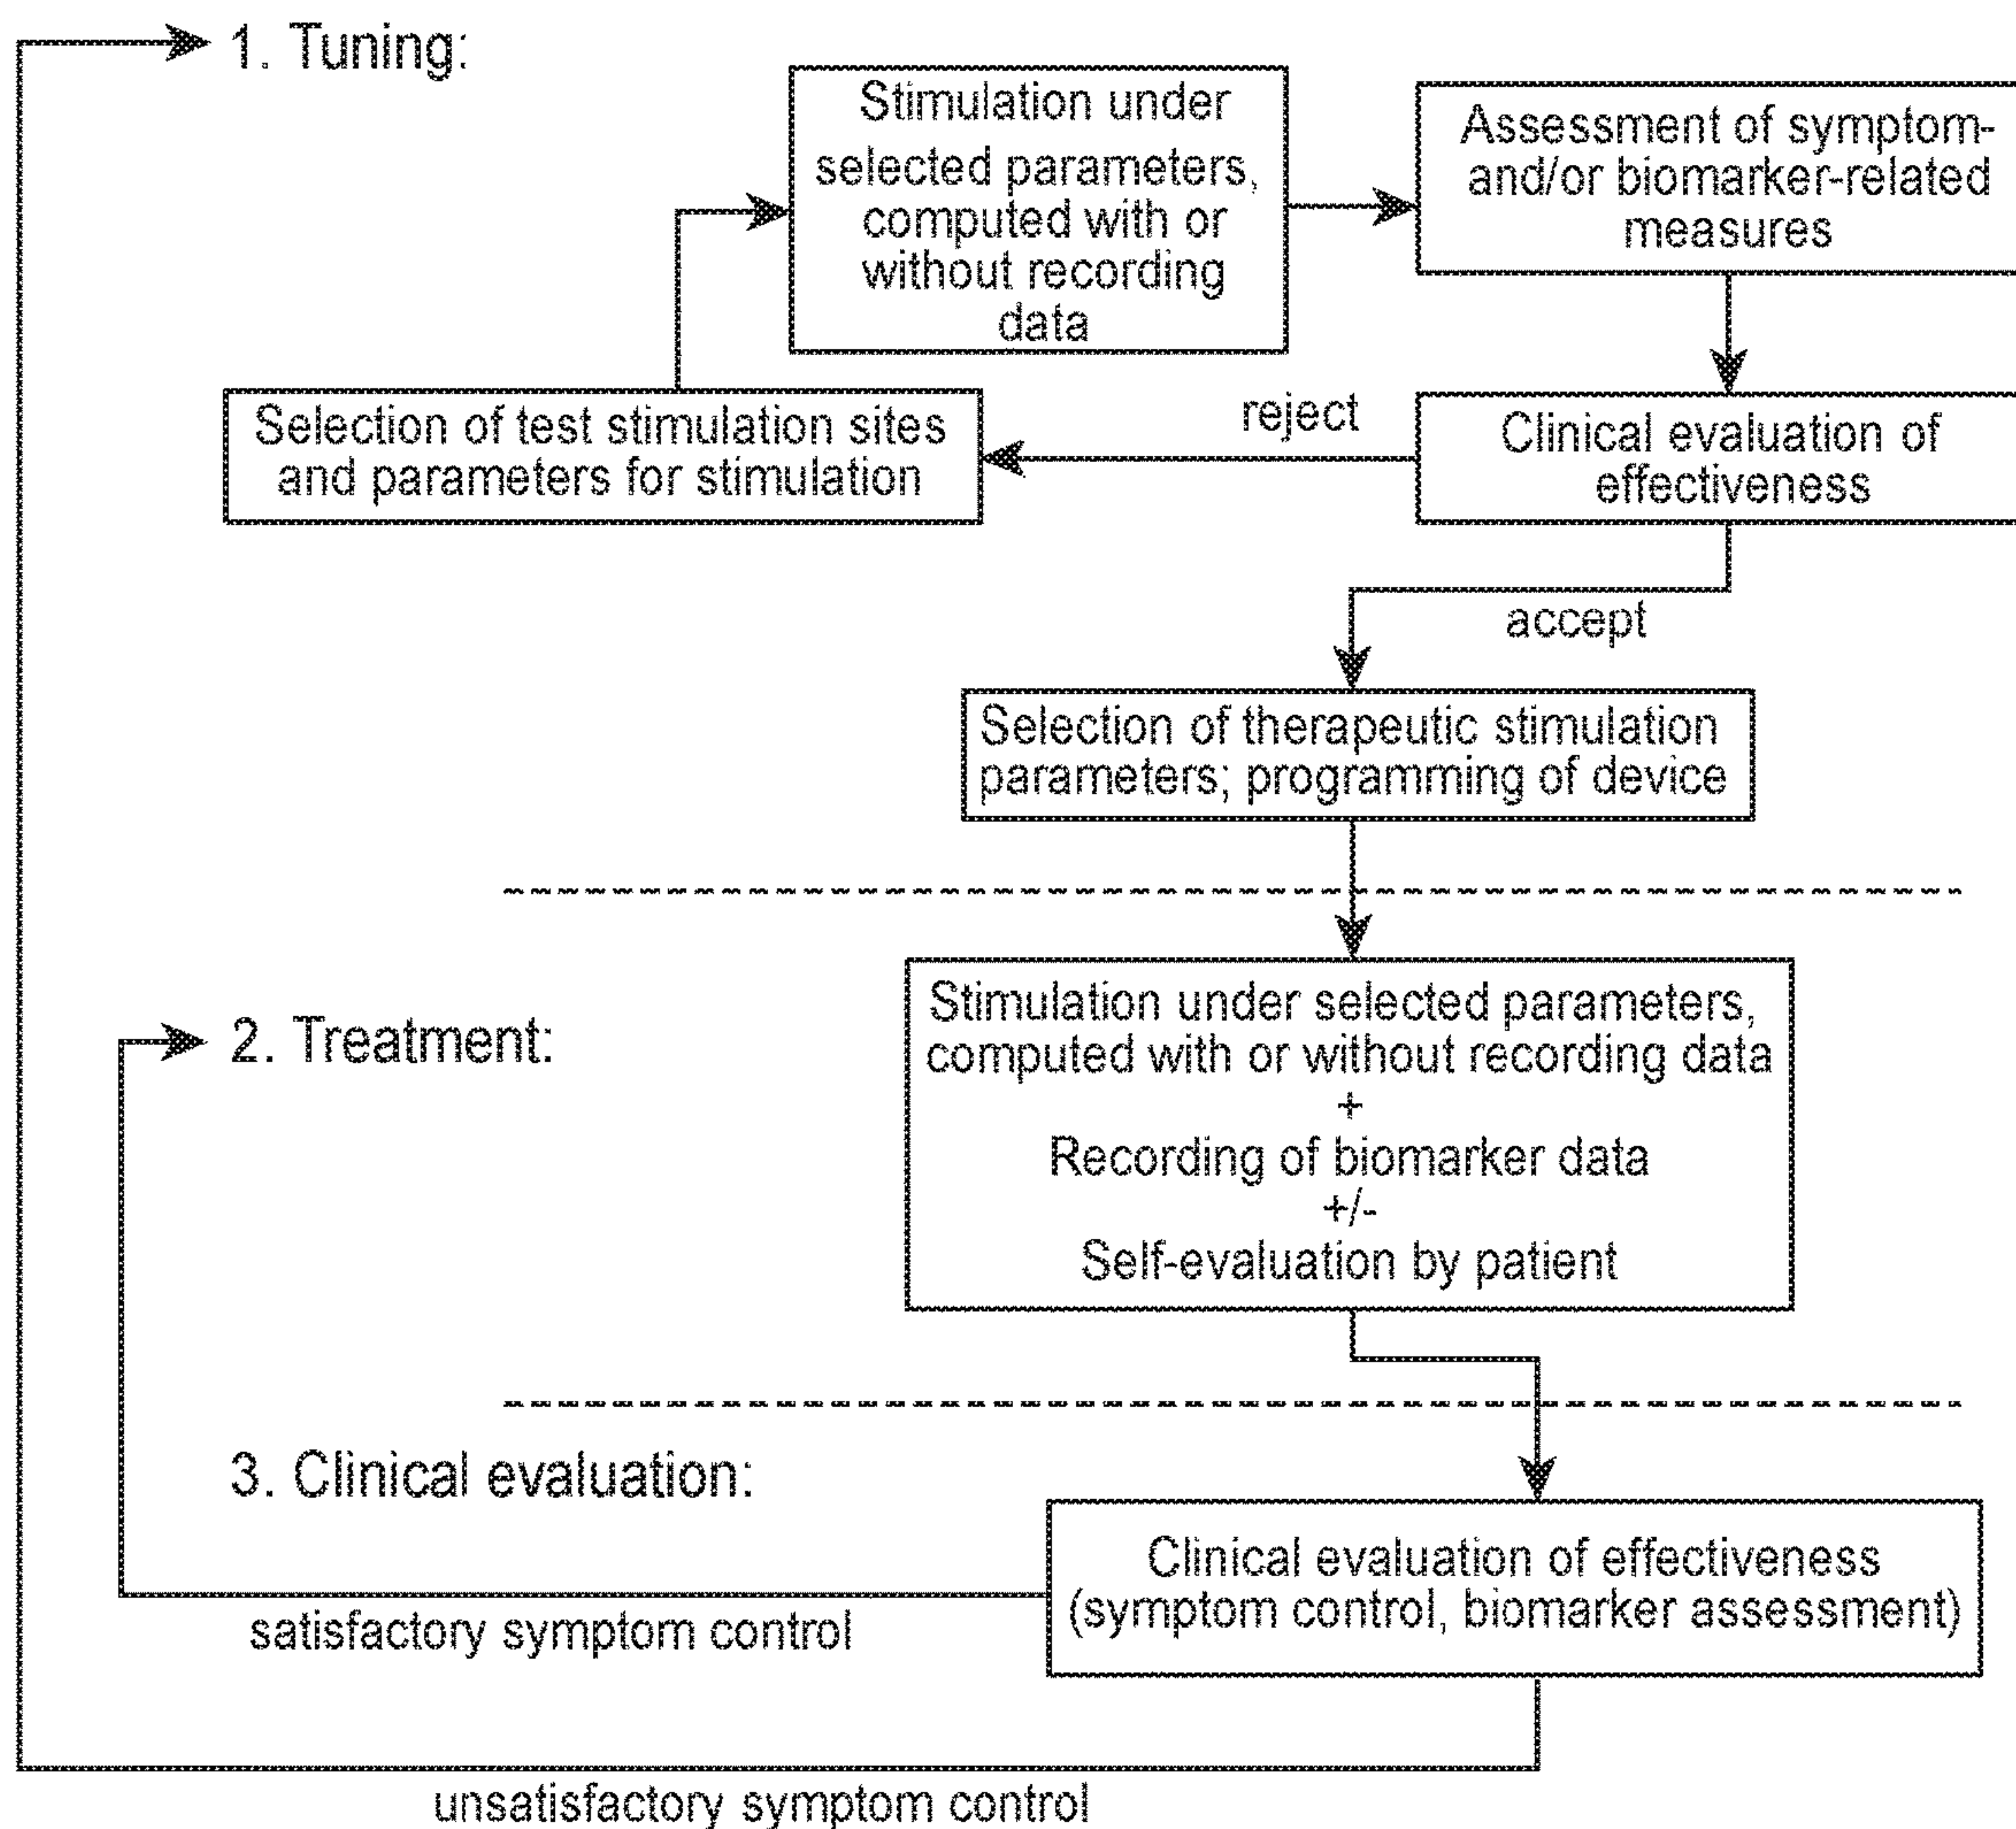 1. Tuning:
Stimulation under
selected parameters,
computed with or
without recording
data
Assessment of symptom-
and/or biomarker-related
measures
Selection of test stimulation sites
and parameters for stimulation
reject
Clinical evaluation of
effectiveness
accept
Selection of therapeutic stimulation
parameters; programming of device
2. Treatment:
Stimulation under selected parameters,
computed with or without recording data
+
Recording of biomarker data
+/-
Self-evaluation by patient
3. Clinical evaluation:
Clinical evaluation of effectiveness
(symptom control, biomarker assessment)
satisfactory symptom control
unsatisfactory symptom control